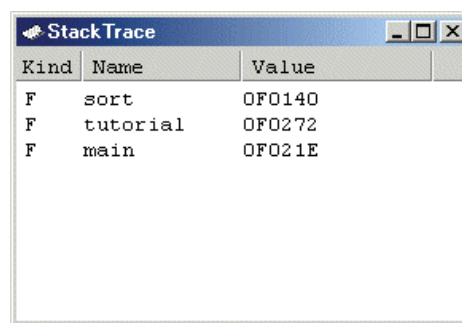 StackTrace
Kind Name Value
F sort 0F0140
F tutorial 0F0272
F main 0F021E